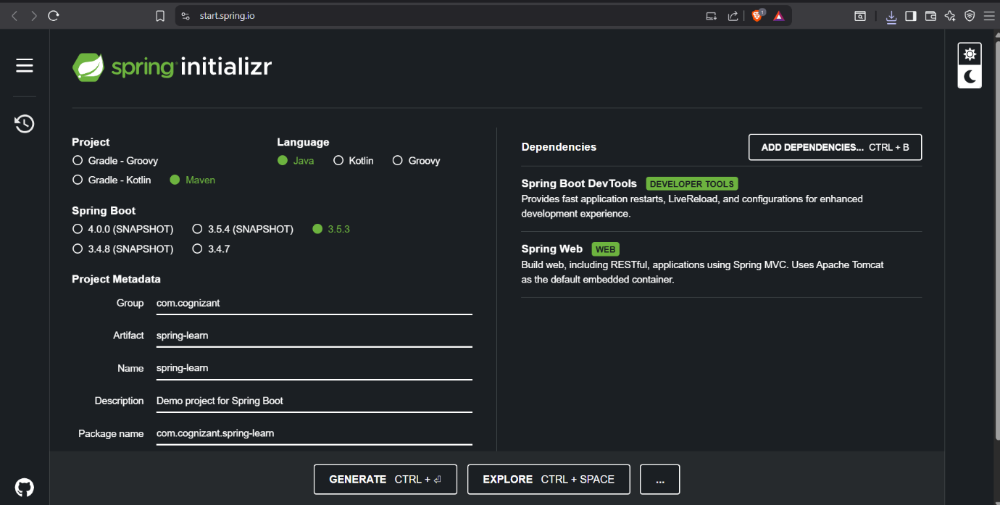 start.spring.io
1
spring initializr
Project
Gradle - Groovy
Gradle - Kotlin Maven
Language
Java Kotlin Groovy
Spring Boot
4.0.0 (SNAPSHOT) 3.5.4 (SNAPSHOT) 3.5.3
3.4.8 (SNAPSHOT) 3.4.7
Project Metadata
Group com.cognizant
Artifact spring-learn
Name spring-learn
Description Demo project for Spring Boot
Package name com.cognizant.spring-learn
Dependencies ADD DEPENDENCIES... CTRL + B
Spring Boot DevTools DEVELOPER TOOLS
Provides fast application restarts, LiveReload, and configurations for enhanced
development experience.
Spring Web WEB
Build web, including RESTful, applications using Spring MVC. Uses Apache Tomcat
as the default embedded container.
GENERATE CTRL + ⏎ EXPLORE CTRL + SPACE ...